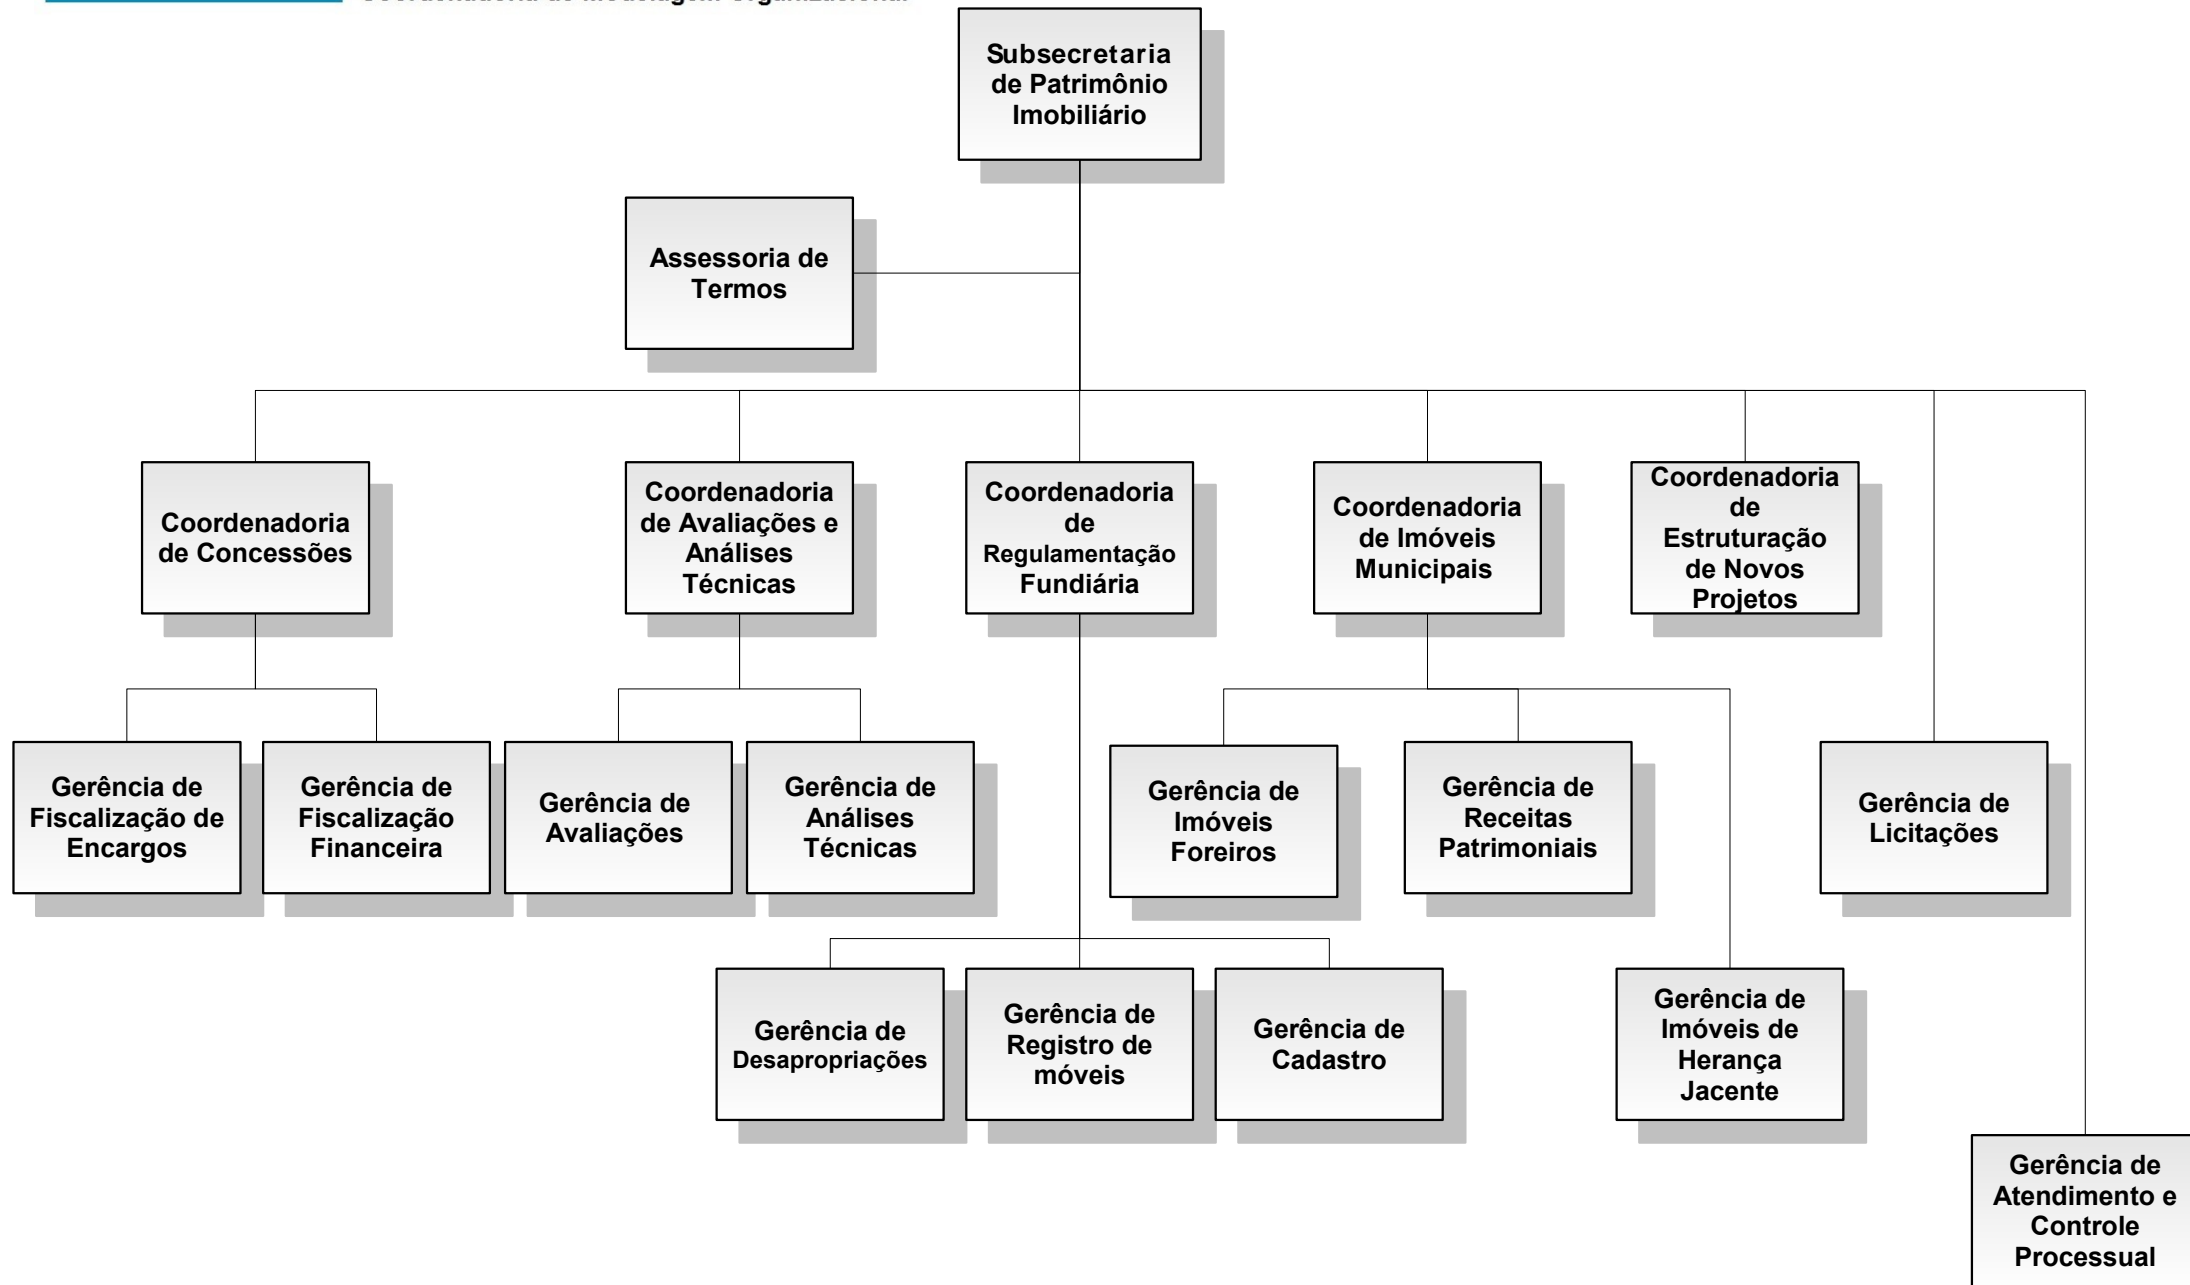 Subsecretaria
de Patrimônio
Imobiliário
Assessoria de
Termos
Coordenadoria
de Concessões
Coordenadoria
de Avaliações e
Análises
Técnicas
Coordenadoria
de
Regulamentação
Fundiária
Coordenadoria
de Imóveis
Municipais
Coordenadoria
de
Estruturação
de Novos
Projetos
Gerência de
Fiscalização de
Encargos
Gerência de
Fiscalização
Financeira
Gerência de
Avaliações
Gerência de
Análises
Técnicas
Gerência de
Imóveis
Foreiros
Gerência de
Receitas
Patrimoniais
Gerência de
Licitações
Gerência de
Desapropriações
Gerência de
Registro de
móveis
Gerência de
Cadastro
Gerência de
Imóveis de
Herança
Jacente
Gerência de
Atendimento e
Controle
Processual